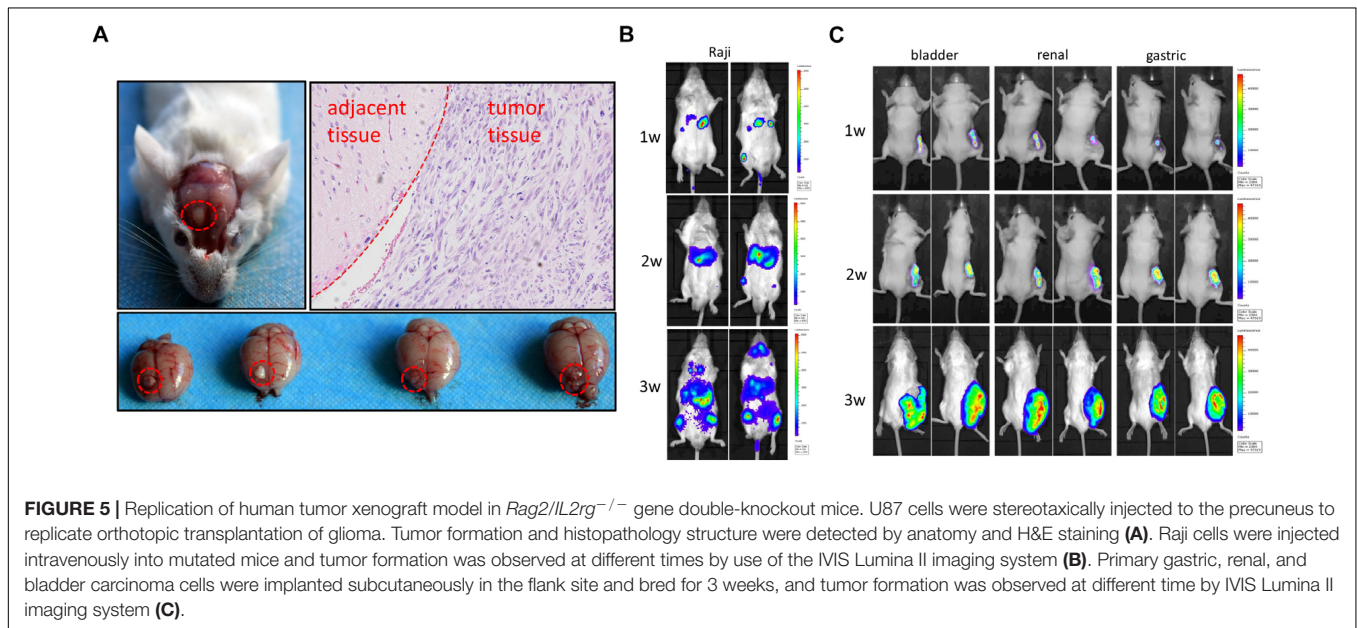 A
B
C
adjacent
tissue
tumor
tissue
Raji
1w
2w
3w
bladder
renal
gastric
1w
2w
3w
FIGURE 5 | Replication of human tumor xenograft model in Rag2/IL2rg−/− gene double-knockout mice. U87 cells were stereotaxically injected to the precuneus to
replicate orthotopic transplantation of glioma. Tumor formation and histopathology structure were detected by anatomy and H&E staining (A). Raji cells were injected
intravenously into mutated mice and tumor formation was observed at different times by use of the IVIS Lumina II imaging system (B). Primary gastric, renal, and
bladder carcinoma cells were implanted subcutaneously in the flank site and bred for 3 weeks, and tumor formation was observed at different time by IVIS Lumina II
imaging system (C).